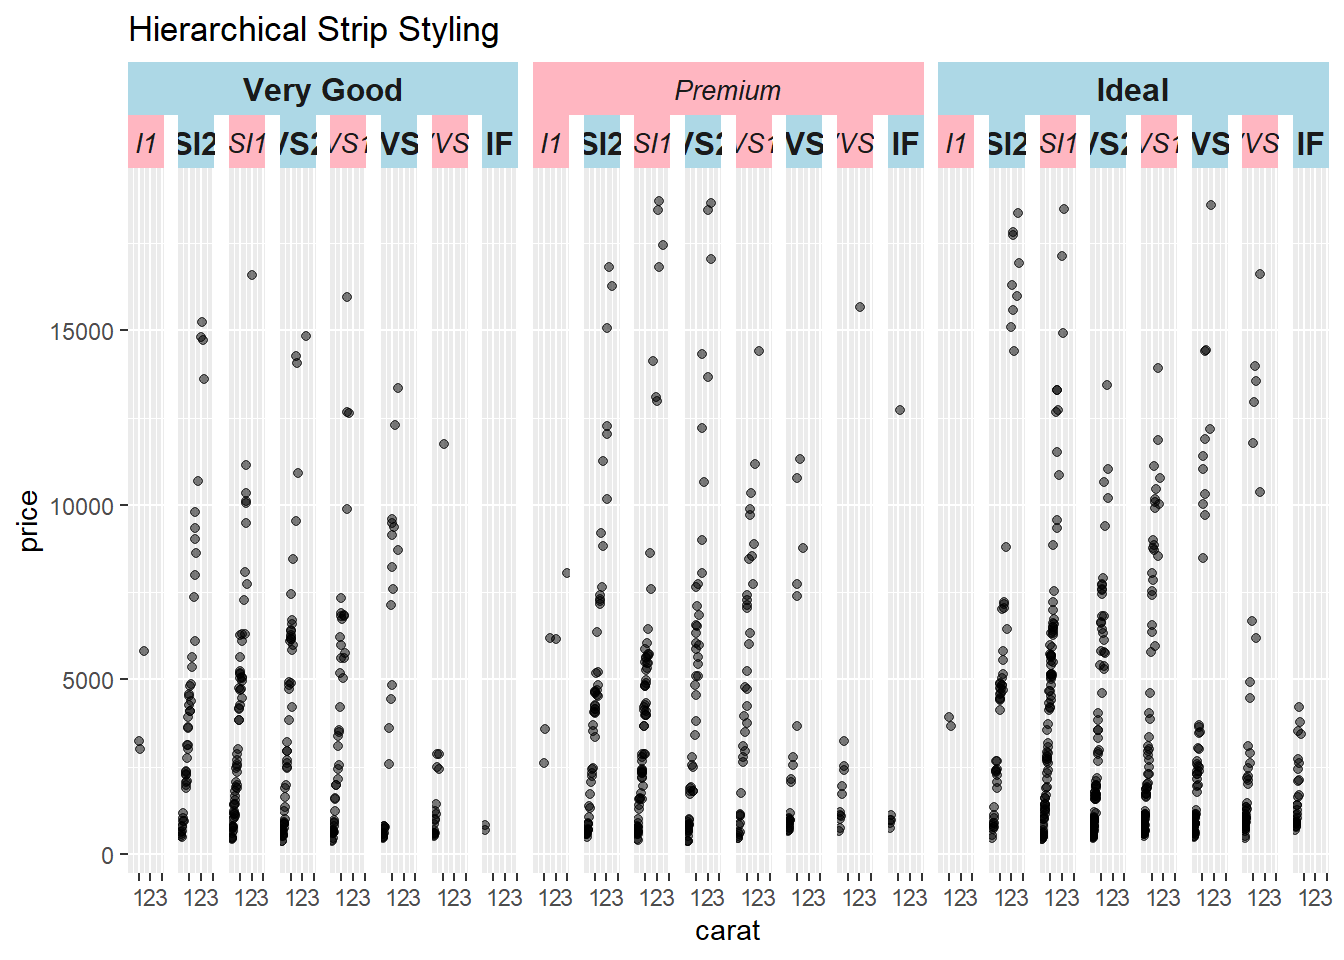 Hierarchical Strip Styling
Very Good Premium Ideal
I1 SI2 SI1 VS2 VS1 VVS VVS IF I1 SI2 SI1 VS2 VS1 VVS VVS IF I1 SI2 SI1 VS2 VS1 VVS VVS IF
15000
10000
5000
0
price
123 123 123 123 123 123 123 123 123 123 123 123 123 123 123 123 123 123 123 123 123 123 123 123
carat